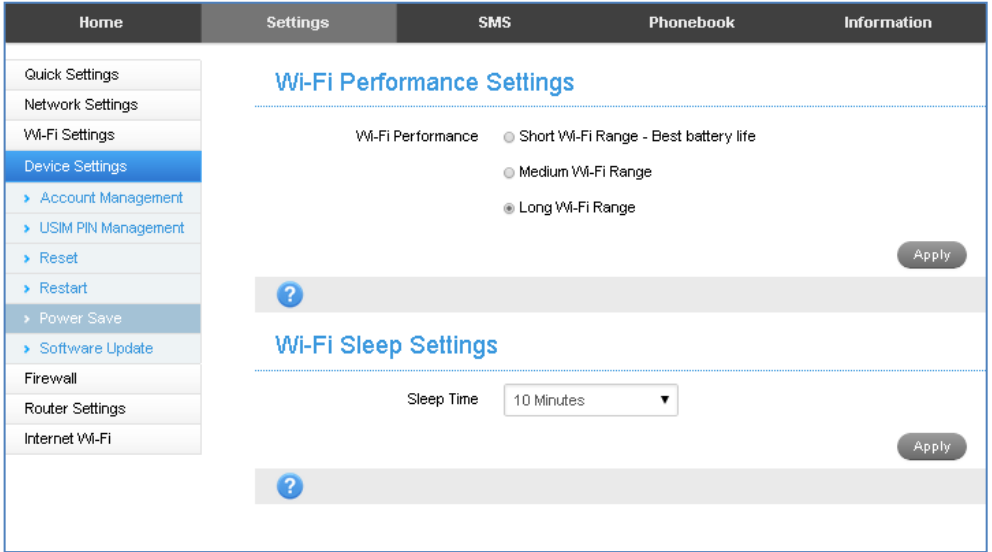 Home Settings SMS Phonebook Information
Quick Settings
Network Settings
Wi-Fi Settings
Device Settings
Account Management
USIM PIN Management
Reset
Restart
Power Save
Software Update
Firewall
Router Settings
Internet Wi-Fi
Wi-Fi Performance Settings
Wi-Fi Performance Short Wi-Fi Range - Best battery life
Medium Wi-Fi Range
Long Wi-Fi Range
Apply
?
Wi-Fi Sleep Settings
Sleep Time 10 Minutes
Apply
?